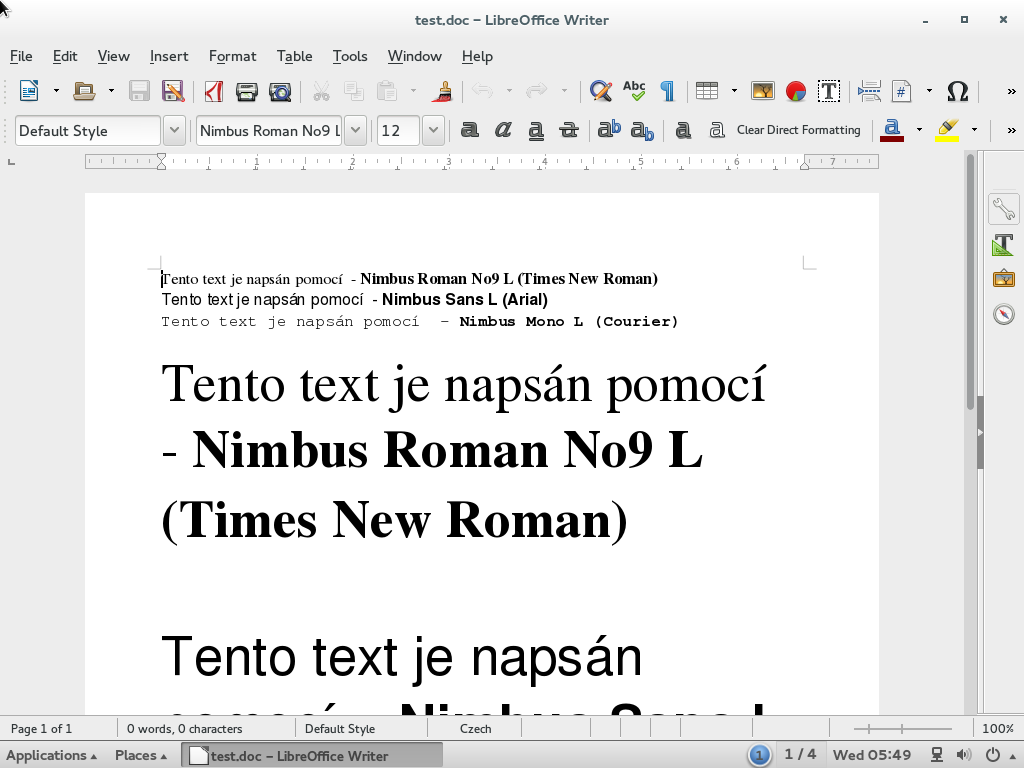 test.doc – LibreOffice Writer
File Edit View Insert Format Table Tools Window Help
Abc
Default Style Nimbus Roman No9 L 12 Clear Direct Formatting
1 2 3 4 5 6 7
Tento text je napsán pomocí - Nimbus Roman No9 L (Times New Roman)
Tento text je napsán pomocí - Nimbus Sans L (Arial)
Tento text je napsán pomocí - Nimbus Mono L (Courier)
Tento text je napsán pomocí
- Nimbus Roman No9 L
(Times New Roman)
Tento text je napsán
pomocí - Nimbus Sans L
Page 1 of 1 0 words, 0 characters Default Style Czech 100%
Applications Places test.doc – LibreOffice Writer 1 1 / 4 Wed 05:49